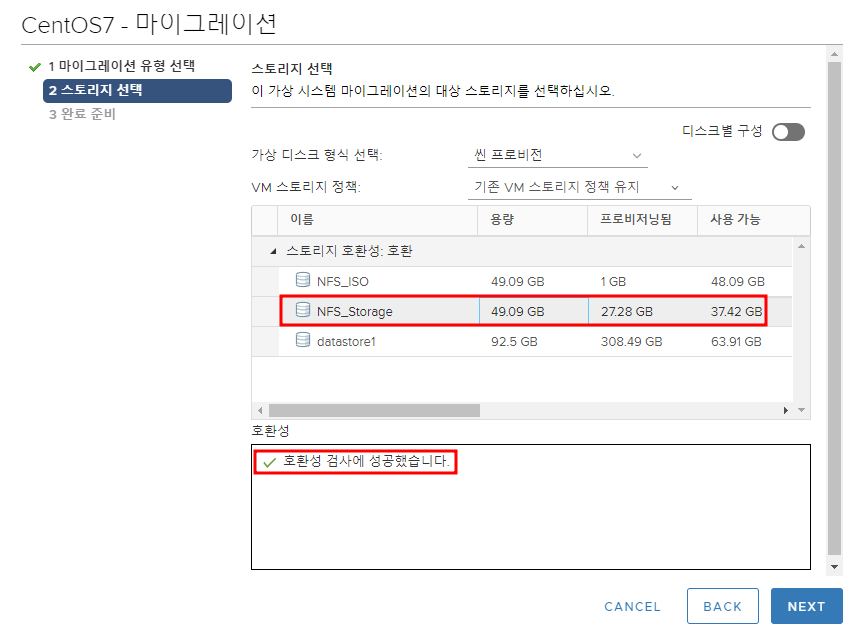 CentOS7 - 마이그레이션
1 마이그레이션 유형 선택
2 스토리지 선택
3 완료 준비
스토리지 선택
이 가상 시스템 마이그레이션의 대상 스토리지를 선택하십시오.
디스크별 구성
가상 디스크 형식 선택: 씬 프로비전
VM 스토리지 정책: 기존 VM 스토리지 정책 유지
이름 용량 프로비저닝됨 사용 가능
스토리지 호환성: 호환
NFS_ISO 49.09 GB 1 GB 48.09 GB
NFS_Storage 49.09 GB 27.28 GB 37.42 GB
datastore1 92.5 GB 308.49 GB 63.91 GB
호환성
호환성 검사에 성공했습니다.
CANCEL BACK NEXT